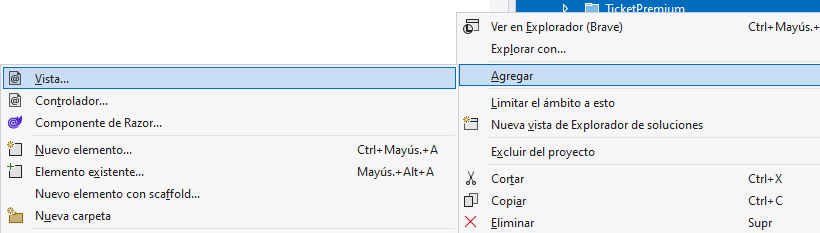 TicketPremium
Ver en Explorador (Brave) Ctrl+Mayús.+
Explorar con...
Agregar
Limitar el ámbito a esto
Nueva vista de Explorador de soluciones
Excluir del proyecto
Cortar Ctrl+X
Copiar Ctrl+C
Eliminar Supr
Vista...
Controlador...
Componente de Razor...
Nuevo elemento... Ctrl+Mayús.+A
Elemento existente... Mayús.+Alt+A
Nuevo elemento con scaffold...
Nueva carpeta